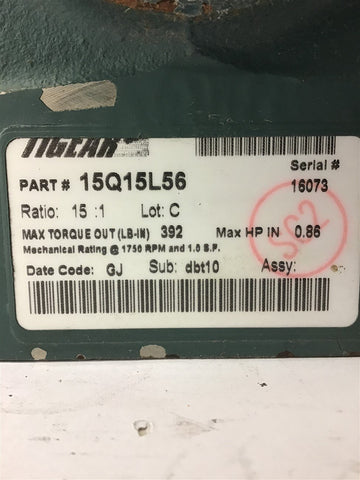 TIGEAR
Serial #
PART # 15Q15L56 16073
Ratio: 15 :1 Lot: C
MAX TORQUE OUT (LB-IN) 392 Max HP IN 0.86
Mechanical Rating @ 1750 RPM and 1.0 S.F.
Date Code: GJ Sub: dbt10 Assy:
SG2